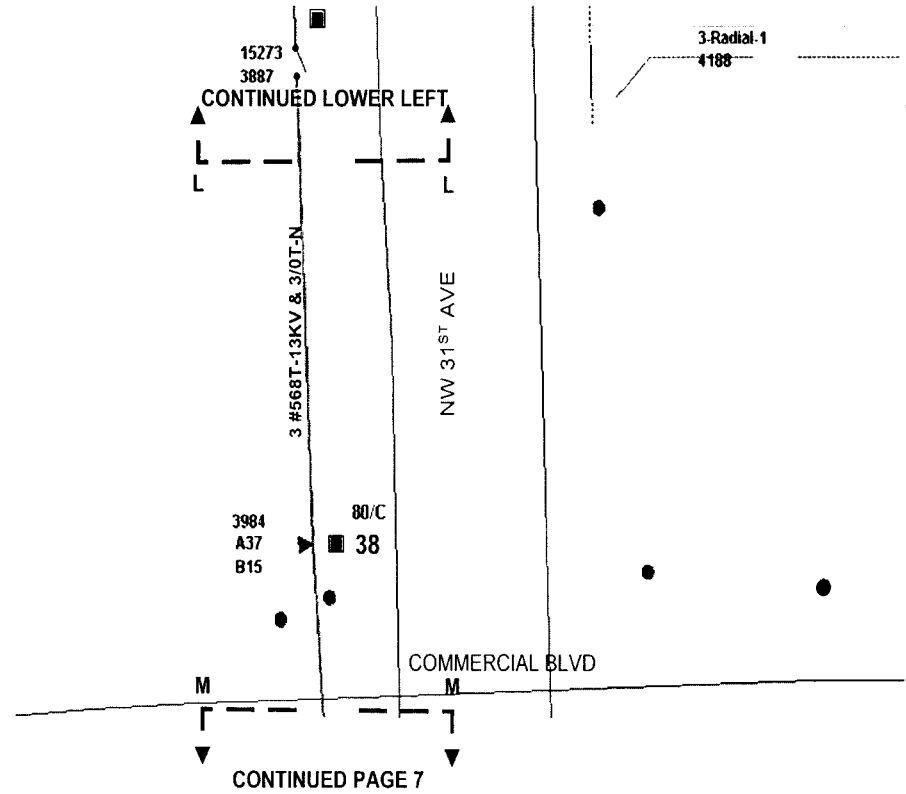 15273
3887
3-Radial-1
4188
CONTINUED LOWER LEFT
L
L
3 #568T-13KV & 3/0T-N
NW 31ST AVE
3984
A37
B15
80/C
38
COMMERCIAL BLVD
M
M
CONTINUED PAGE 7